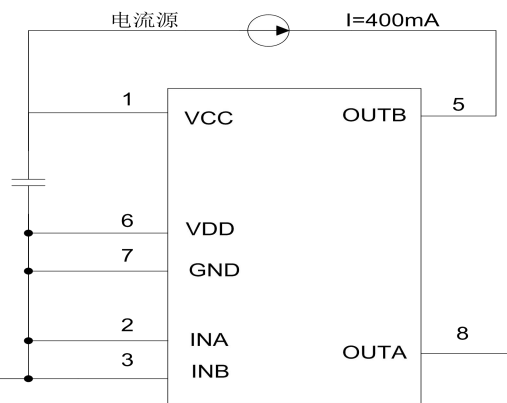 电流源 I=400mA
1 VCC OUTB 5
6 VDD
7 GND
2 INA
3 INB OUTA 8